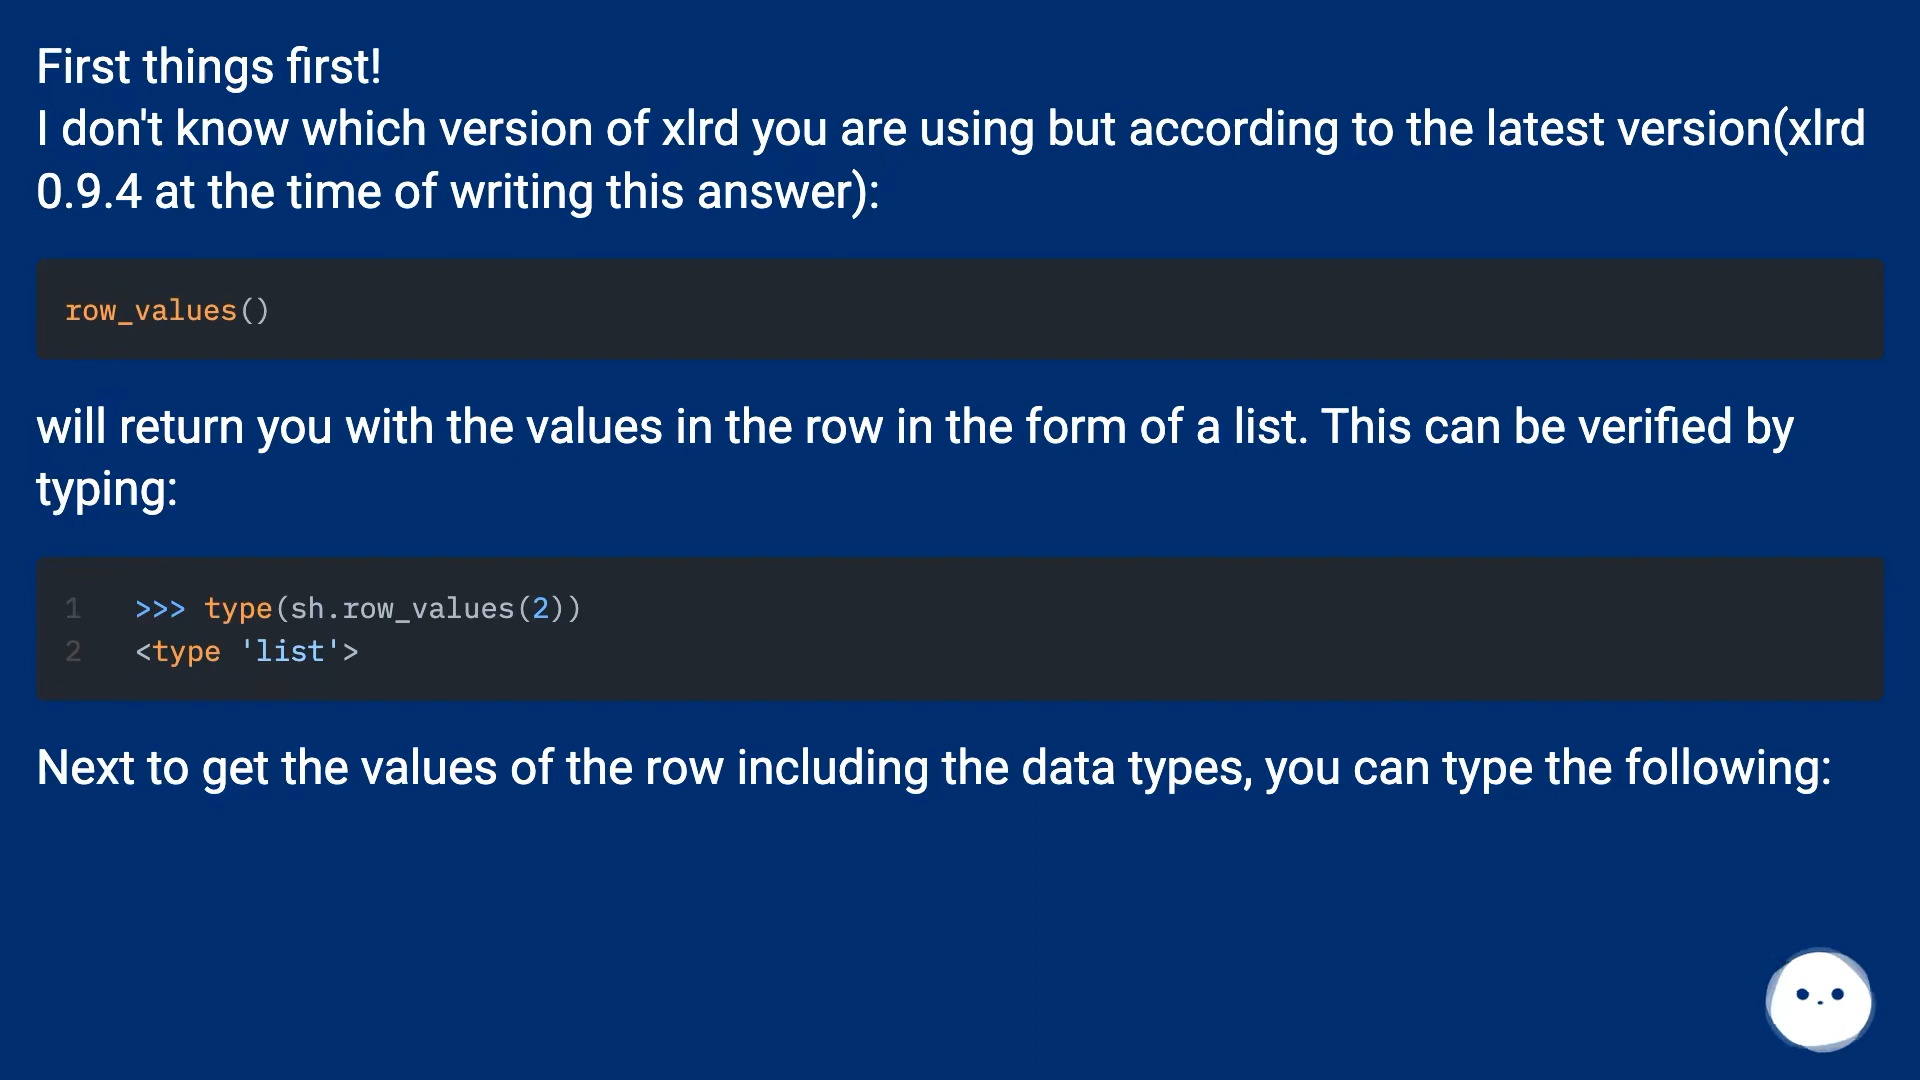 First things first!
I don't know which version of xlrd you are using but according to the latest version(xlrd
0.9.4 at the time of writing this answer):
row_values()
will return you with the values in the row in the form of a list. This can be verified by
typing:
1 >>> type(sh.row_values(2))
2 <type 'list'>
Next to get the values of the row including the data types, you can type the following: